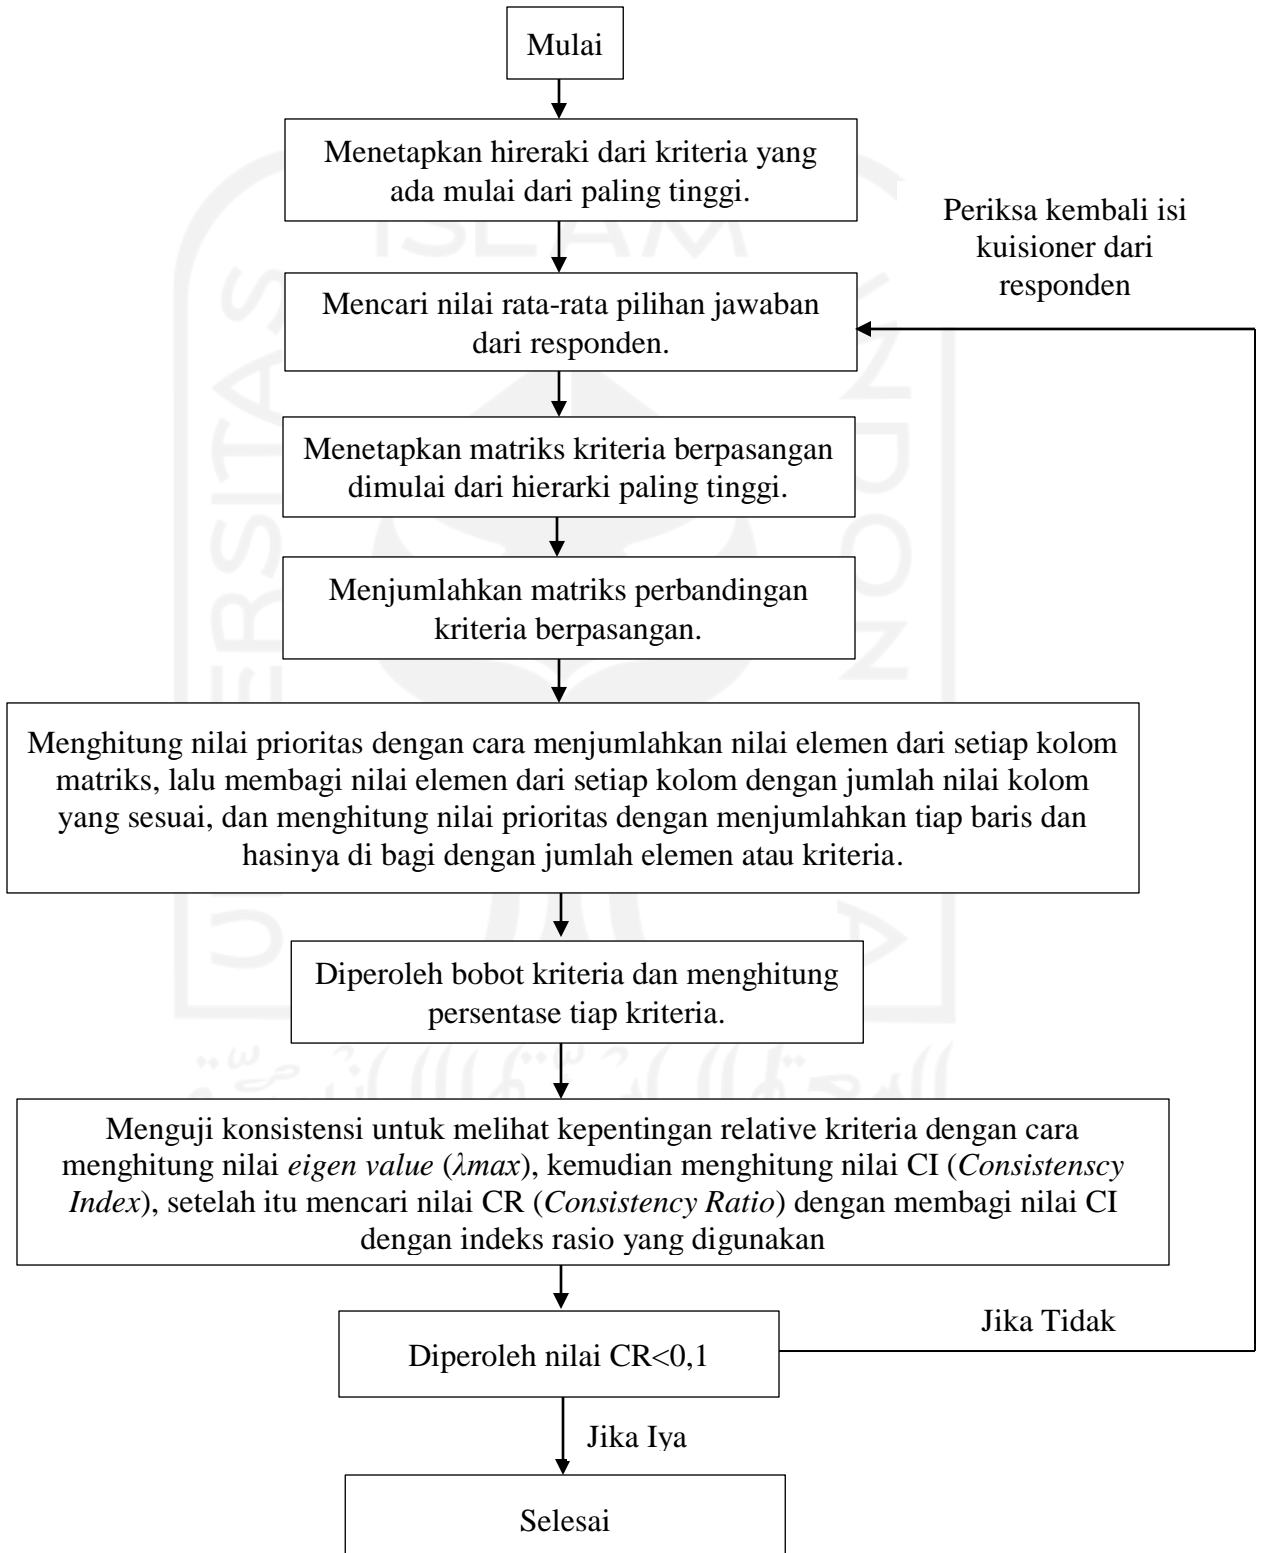 Mulai
Menetapkan hireraki dari kriteria yang
ada mulai dari paling tinggi.
Periksa kembali isi
kuisioner dari
responden
Mencari nilai rata-rata pilihan jawaban
dari responden.
Menetapkan matriks kriteria berpasangan
dimulai dari hierarki paling tinggi.
Menjumlahkan matriks perbandingan
kriteria berpasangan.
Menghitung nilai prioritas dengan cara menjumlahkan nilai elemen dari setiap kolom
matriks, lalu membagi nilai elemen dari setiap kolom dengan jumlah nilai kolom
yang sesuai, dan menghitung nilai prioritas dengan menjumlahkan tiap baris dan
hasinya di bagi dengan jumlah elemen atau kriteria.
Diperoleh bobot kriteria dan menghitung
persentase tiap kriteria.
Menguji konsistensi untuk melihat kepentingan relative kriteria dengan cara
menghitung nilai eigen value (λmax), kemudian menghitung nilai CI (Consistenscy
Index), setelah itu mencari nilai CR (Consistency Ratio) dengan membagi nilai CI
dengan indeks rasio yang digunakan
Diperoleh nilai CR<0,1
Jika Tidak
Jika Iya
Selesai
ISLAM